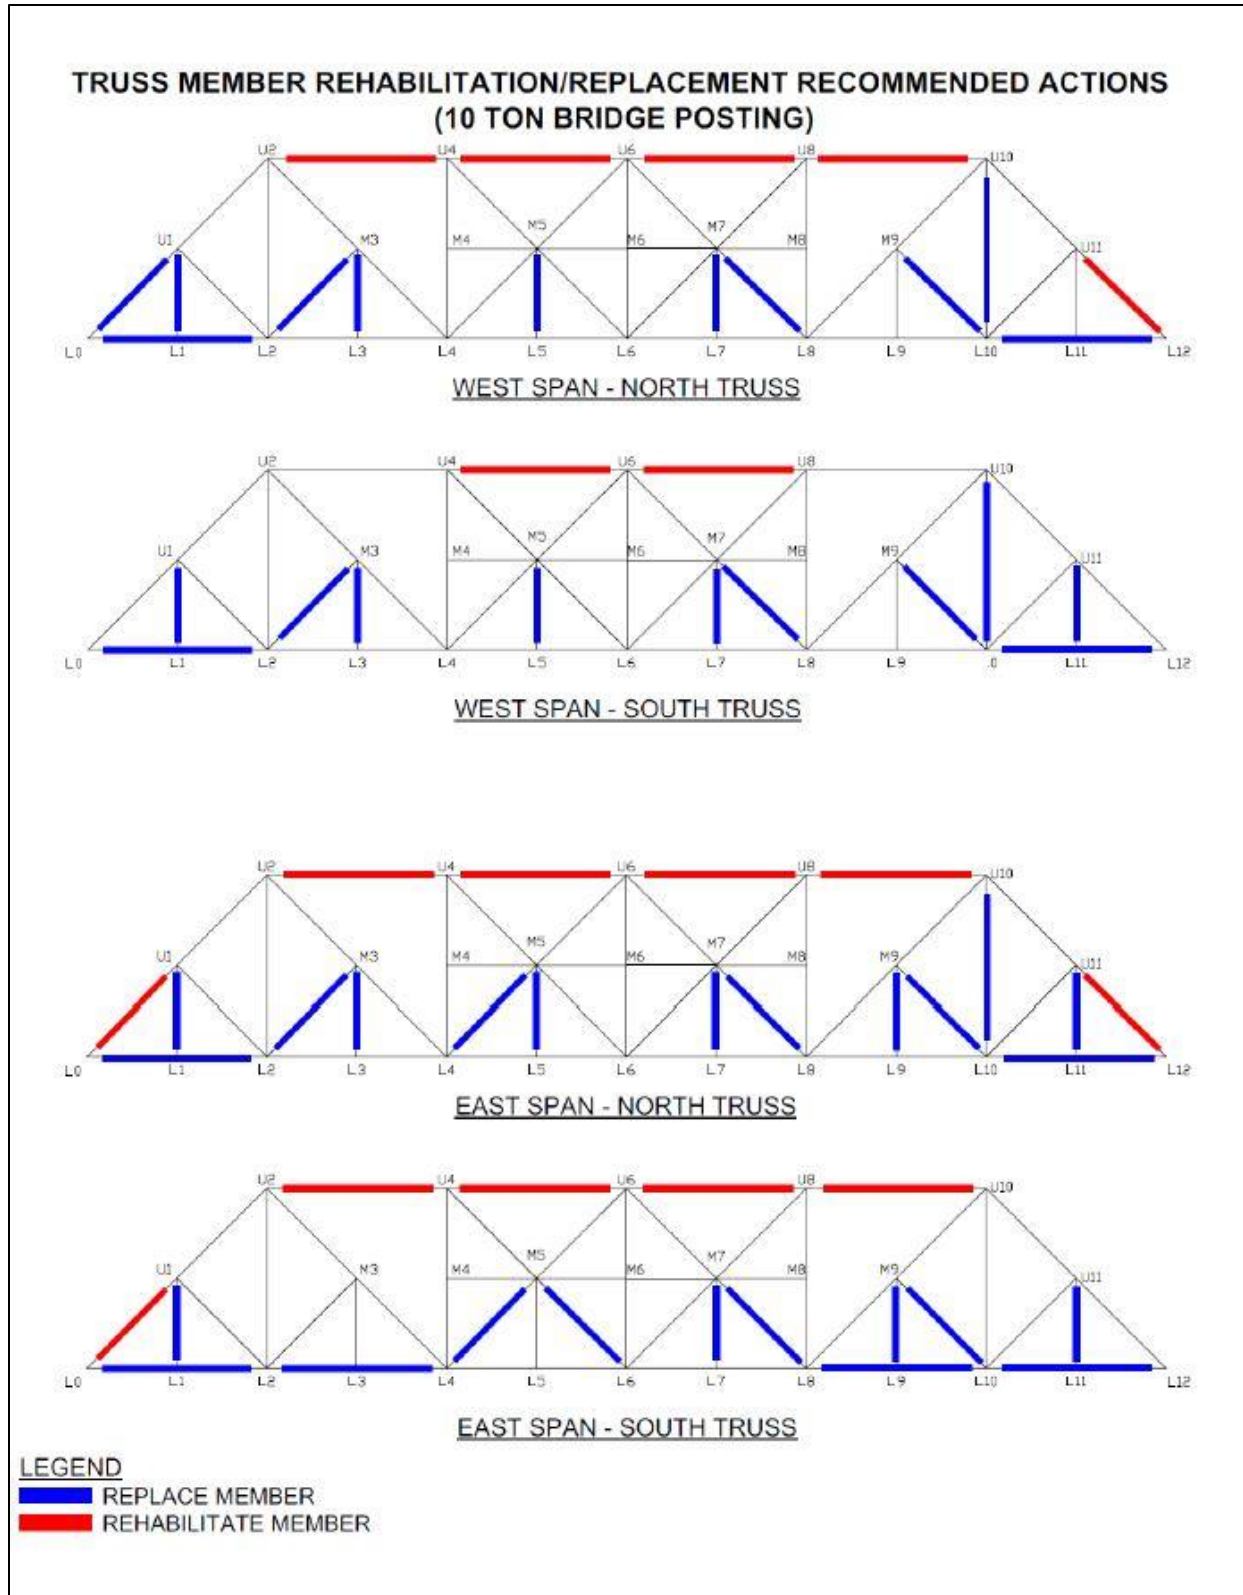 TRUSS MEMBER REHABILITATION/REPLACEMENT RECOMMENDED ACTIONS
(10 TON BRIDGE POSTING)
U2 U4 U6 U8 U10
U1 M3 M4 M5 M6 M7 M8 M9 U11
L0 L1 L2 L3 L4 L5 L6 L7 L8 L9 L10 L11 L12
WEST SPAN - NORTH TRUSS
U2 U4 U6 U8 U10
U1 M3 M4 M5 M6 M7 M8 M9 U11
L0 L1 L2 L3 L4 L5 L6 L7 L8 L9 .0 L11 L12
WEST SPAN - SOUTH TRUSS
U2 U4 U6 U8 U10
U1 M3 M4 M5 M6 M7 M8 M9 U11
L0 L1 L2 L3 L4 L5 L6 L7 L8 L9 L10 L11 L12
EAST SPAN - NORTH TRUSS
U2 U4 U6 U8 U10
U1 M3 M4 M5 M6 M7 M8 M9 U11
L0 L1 L2 L3 L4 L5 L6 L7 L8 L9 L10 L11 L12
EAST SPAN - SOUTH TRUSS
LEGEND
REPLACE MEMBER
REHABILITATE MEMBER